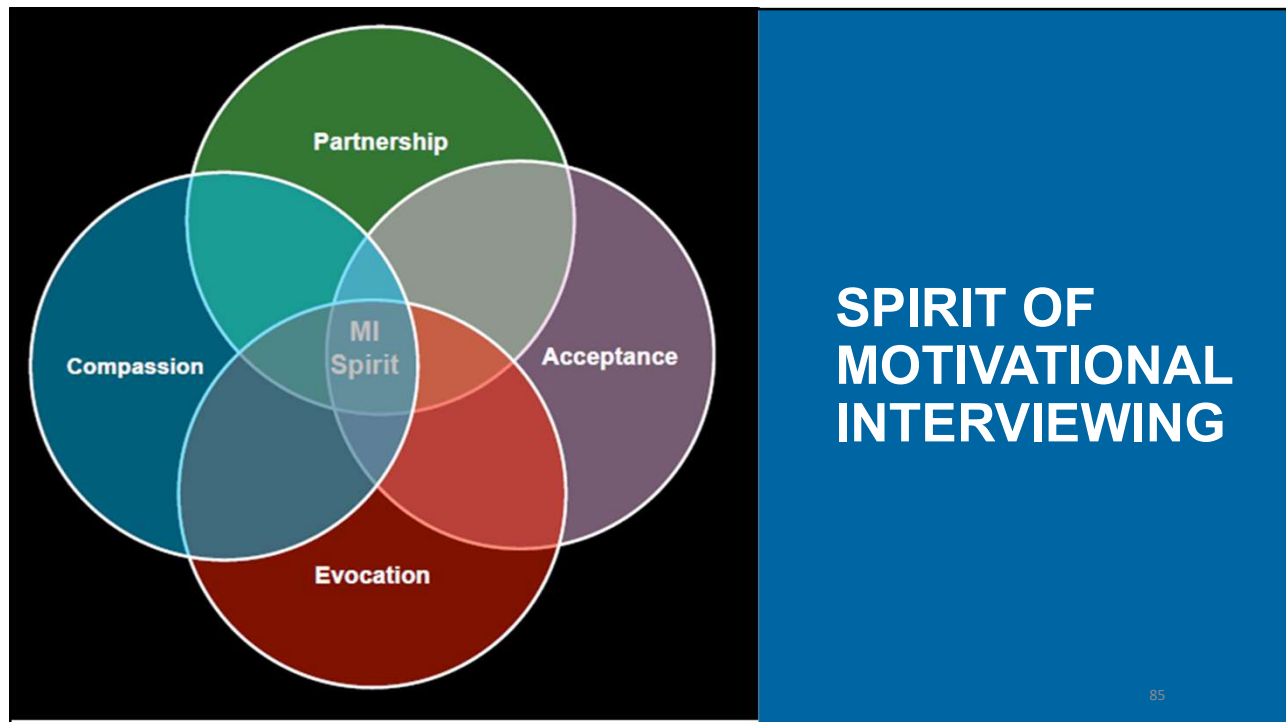 Partnership
Compassion
MI
Spirit
Acceptance
Evocation
SPIRIT OF
MOTIVATIONAL
INTERVIEWING
85